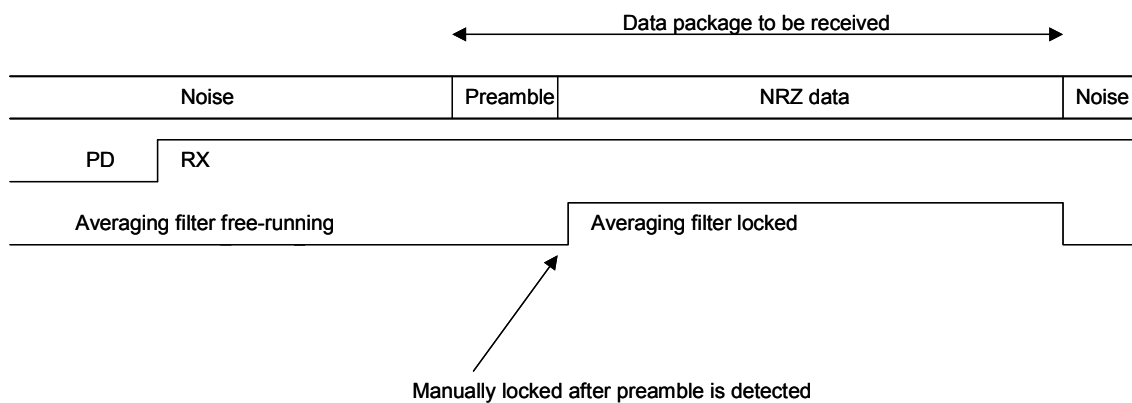 Data package to be received
Noise Preamble NRZ data Noise
PD RX
Averaging filter free-running Averaging filter locked
Manually locked after preamble is detected